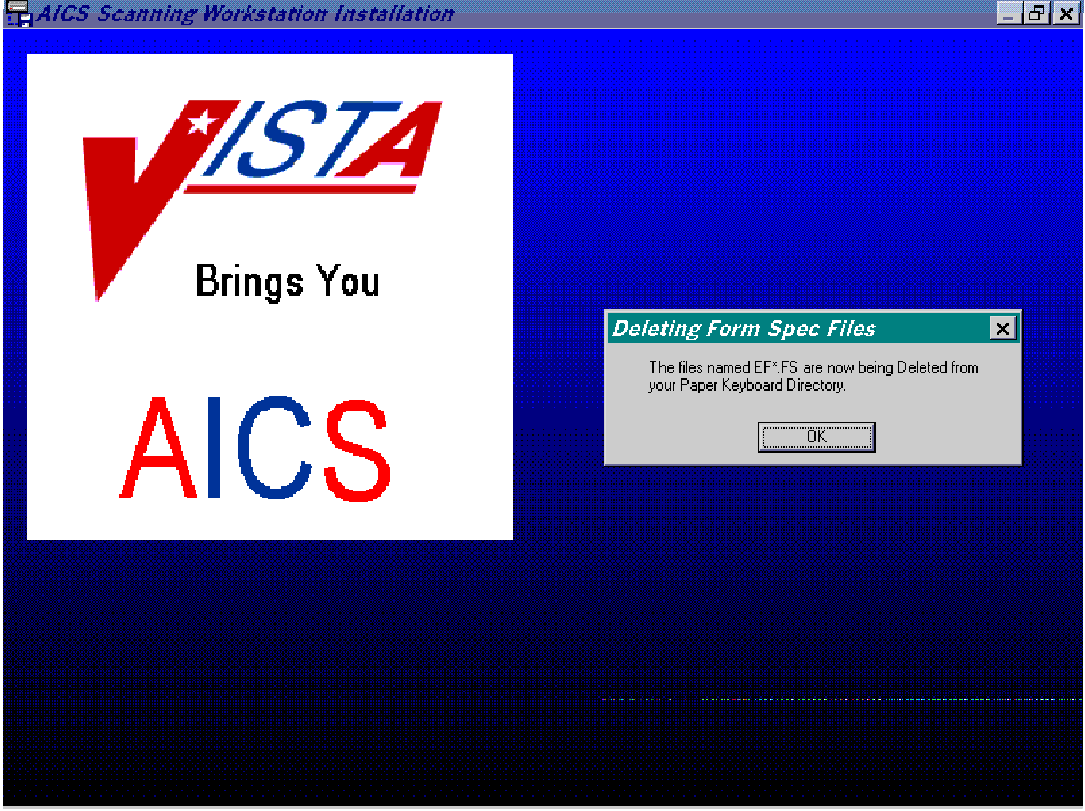 AICS Scanning Workstation Installation
VISTA
Brings You
AICS
Deleting Form Spec Files
The files named EF*.FS are now being Deleted from
your Paper Keyboard Directory.
OK